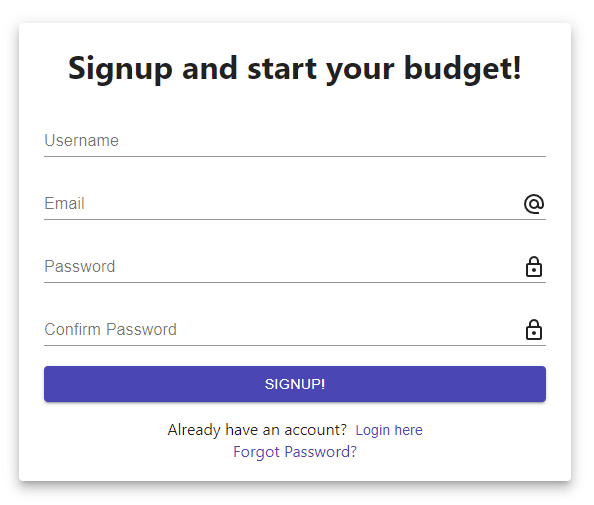 Signup and start your budget!
Username
Email
Password
Confirm Password
SIGNUP!
Already have an account? Login here
Forgot Password?